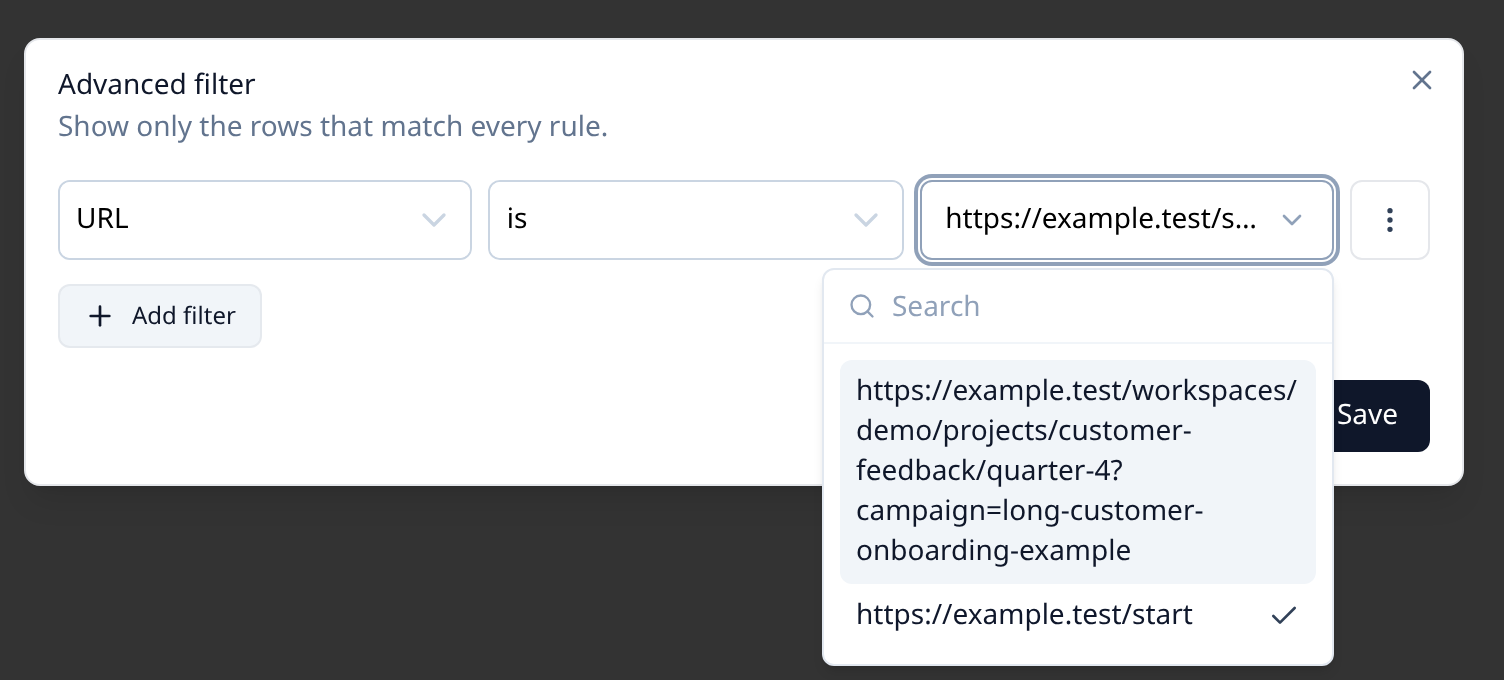 Advanced filter
Show only the rows that match every rule.
URL
is
https://example.test/s...
Add filter
Search
https://example.test/workspaces/
demo/projects/customer-
feedback/quarter-4?
campaign=long-customer-
onboarding-example
https://example.test/start
Save